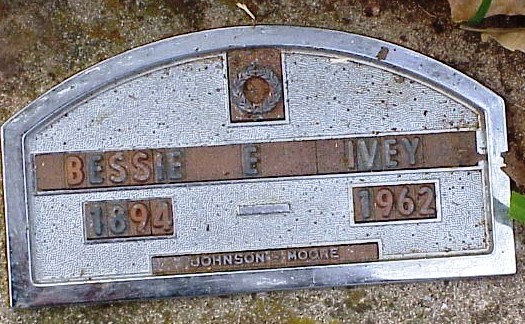 BESSIE E IVEY
1894 — 1962
JOHNSON - MOORE